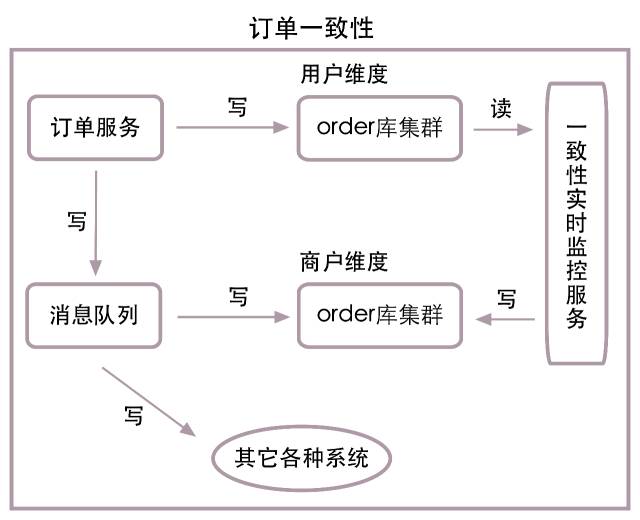 订单一致性
用户维度
订单服务
写
order库集群
读
一致性实时监控服务
写
商户维度
消息队列
写
order库集群
写
写
其它各种系统